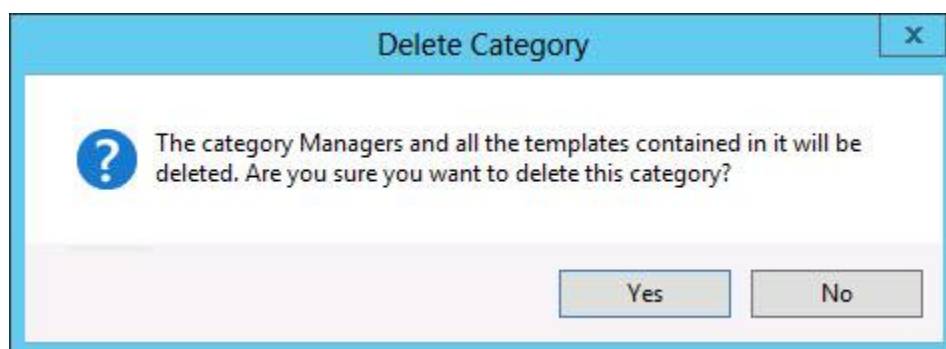 Delete Category
x
?
The category Managers and all the templates contained in it will be
deleted. Are you sure you want to delete this category?
Yes
No